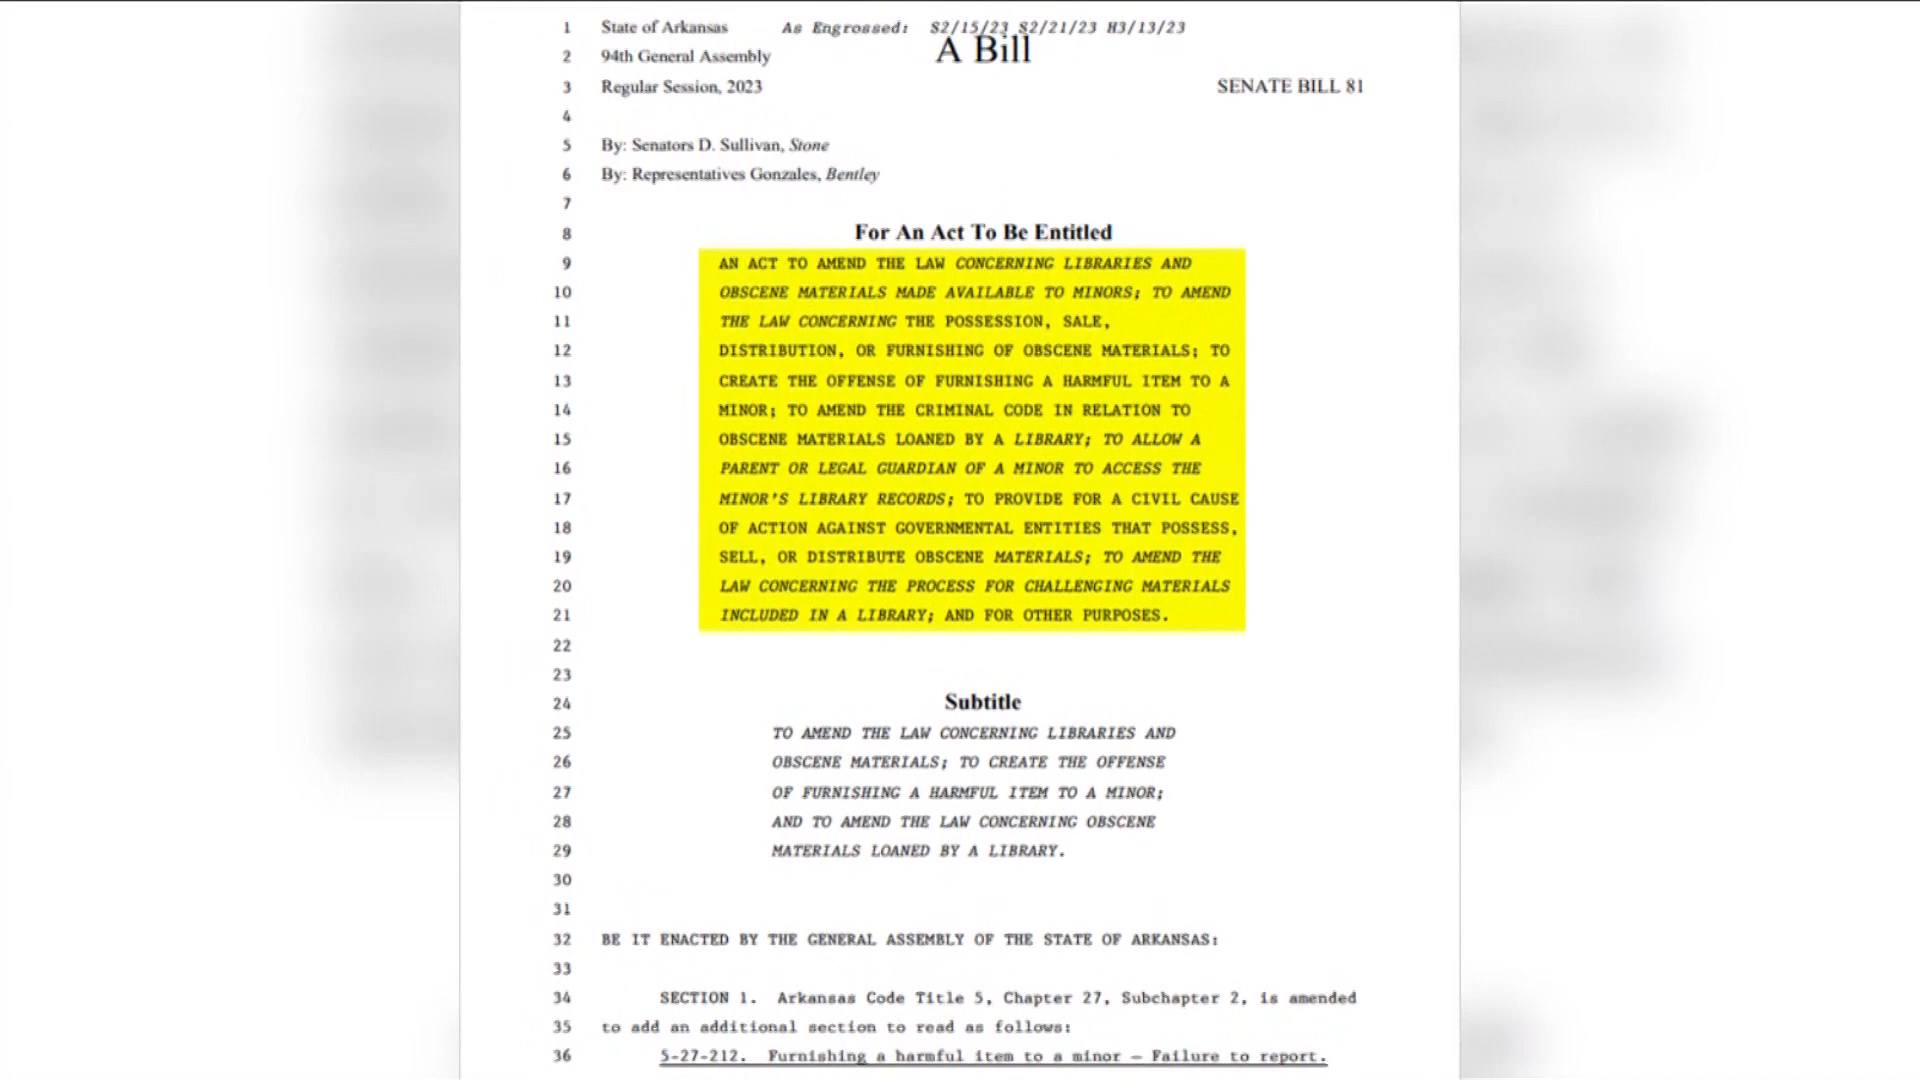 1 State of Arkansas As Engrossed: S2/15/23 S2/21/23 H3/13/23
2 94th General Assembly A Bill
3 Regular Session, 2023 SENATE BILL 81
4
5 By: Senators D. Sullivan, Stone
6 By: Representatives Gonzales, Bentley
7
8 For An Act To Be Entitled
9 AN ACT TO AMEND THE LAW CONCERNING LIBRARIES AND
10 OBSCENE MATERIALS MADE AVAILABLE TO MINORS; TO AMEND
11 THE LAW CONCERNING THE POSSESSION, SALE,
12 DISTRIBUTION, OR FURNISHING OF OBSCENE MATERIALS; TO
13 CREATE THE OFFENSE OF FURNISHING A HARMFUL ITEM TO A
14 MINOR; TO AMEND THE CRIMINAL CODE IN RELATION TO
15 OBSCENE MATERIALS LOANED BY A LIBRARY; TO ALLOW A
16 PARENT OR LEGAL GUARDIAN OF A MINOR TO ACCESS THE
17 MINOR'S LIBRARY RECORDS; TO PROVIDE FOR A CIVIL CAUSE
18 OF ACTION AGAINST GOVERNMENTAL ENTITIES THAT POSSESS,
19 SELL, OR DISTRIBUTE OBSCENE MATERIALS; TO AMEND THE
20 LAW CONCERNING THE PROCESS FOR CHALLENGING MATERIALS
21 INCLUDED IN A LIBRARY; AND FOR OTHER PURPOSES.
22
23
24 Subtitle
25 TO AMEND THE LAW CONCERNING LIBRARIES AND
26 OBSCENE MATERIALS; TO CREATE THE OFFENSE
27 OF FURNISHING A HARMFUL ITEM TO A MINOR;
28 AND TO AMEND THE LAW CONCERNING OBSCENE
29 MATERIALS LOANED BY A LIBRARY.
30
31
32 BE IT ENACTED BY THE GENERAL ASSEMBLY OF THE STATE OF ARKANSAS:
33
34 SECTION 1. Arkansas Code Title 5, Chapter 27, Subchapter 2, is amended
35 to add an additional section to read as follows:
36 5-27-212. Furnishing a harmful item to a minor — Failure to report.